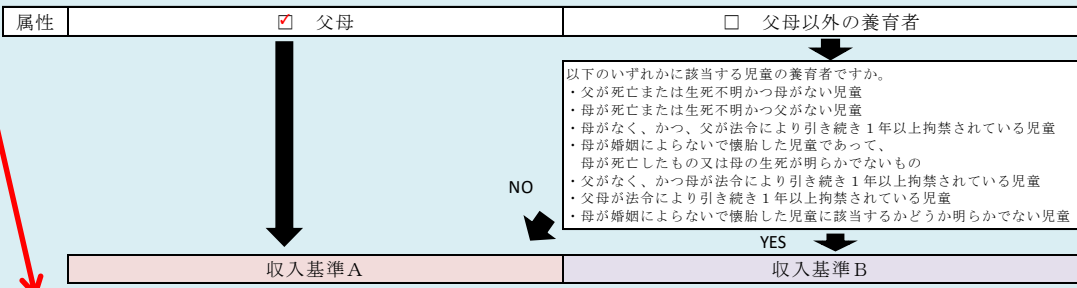 属性
☑ 父母
□ 父母以外の養育者
以下のいずれかに該当する児童の養育者ですか。
・父が死亡または生死不明かつ母がない児童
・母が死亡または生死不明かつ父がない児童
・母がなく、かつ、父が法令により引き続き１年以上拘禁されている児童
・母が婚姻によらないで懐胎した児童であって、
母が死亡したもの又は母の生死が明らかでないもの
・父がなく、かつ母が法令により引き続き１年以上拘禁されている児童
・父母が法令により引き続き１年以上拘禁されている児童
・母が婚姻によらないで懐胎した児童に該当するかどうか明らかでない児童
NO
YES
収入基準Ａ
収入基準Ｂ